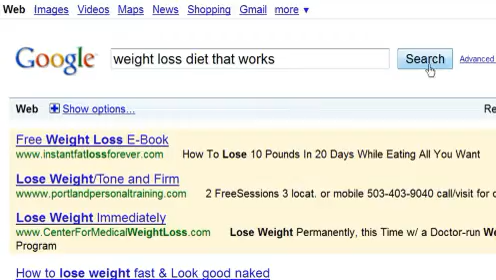 Web Images Videos Maps News Shopping Gmail more ▼
Google weight loss diet that works Search Advanced
Web Show options... Re
Free Weight Loss E-Book
www.instantfatlossforever.com How To Lose 10 Pounds In 20 Days While Eating All You Want
Lose Weight/Tone and Firm
wwww.portlandpersonaltraining.com 2 FreeSessions 3 locat. or mobile 503-403-9040 call/visit for c
Lose Weight Immediately
www.CenterForMedicalWeightLoss.com Lose Weight Permanently, this Time w/ a Doctor-run We
Program
How to lose weight fast & Look good naked